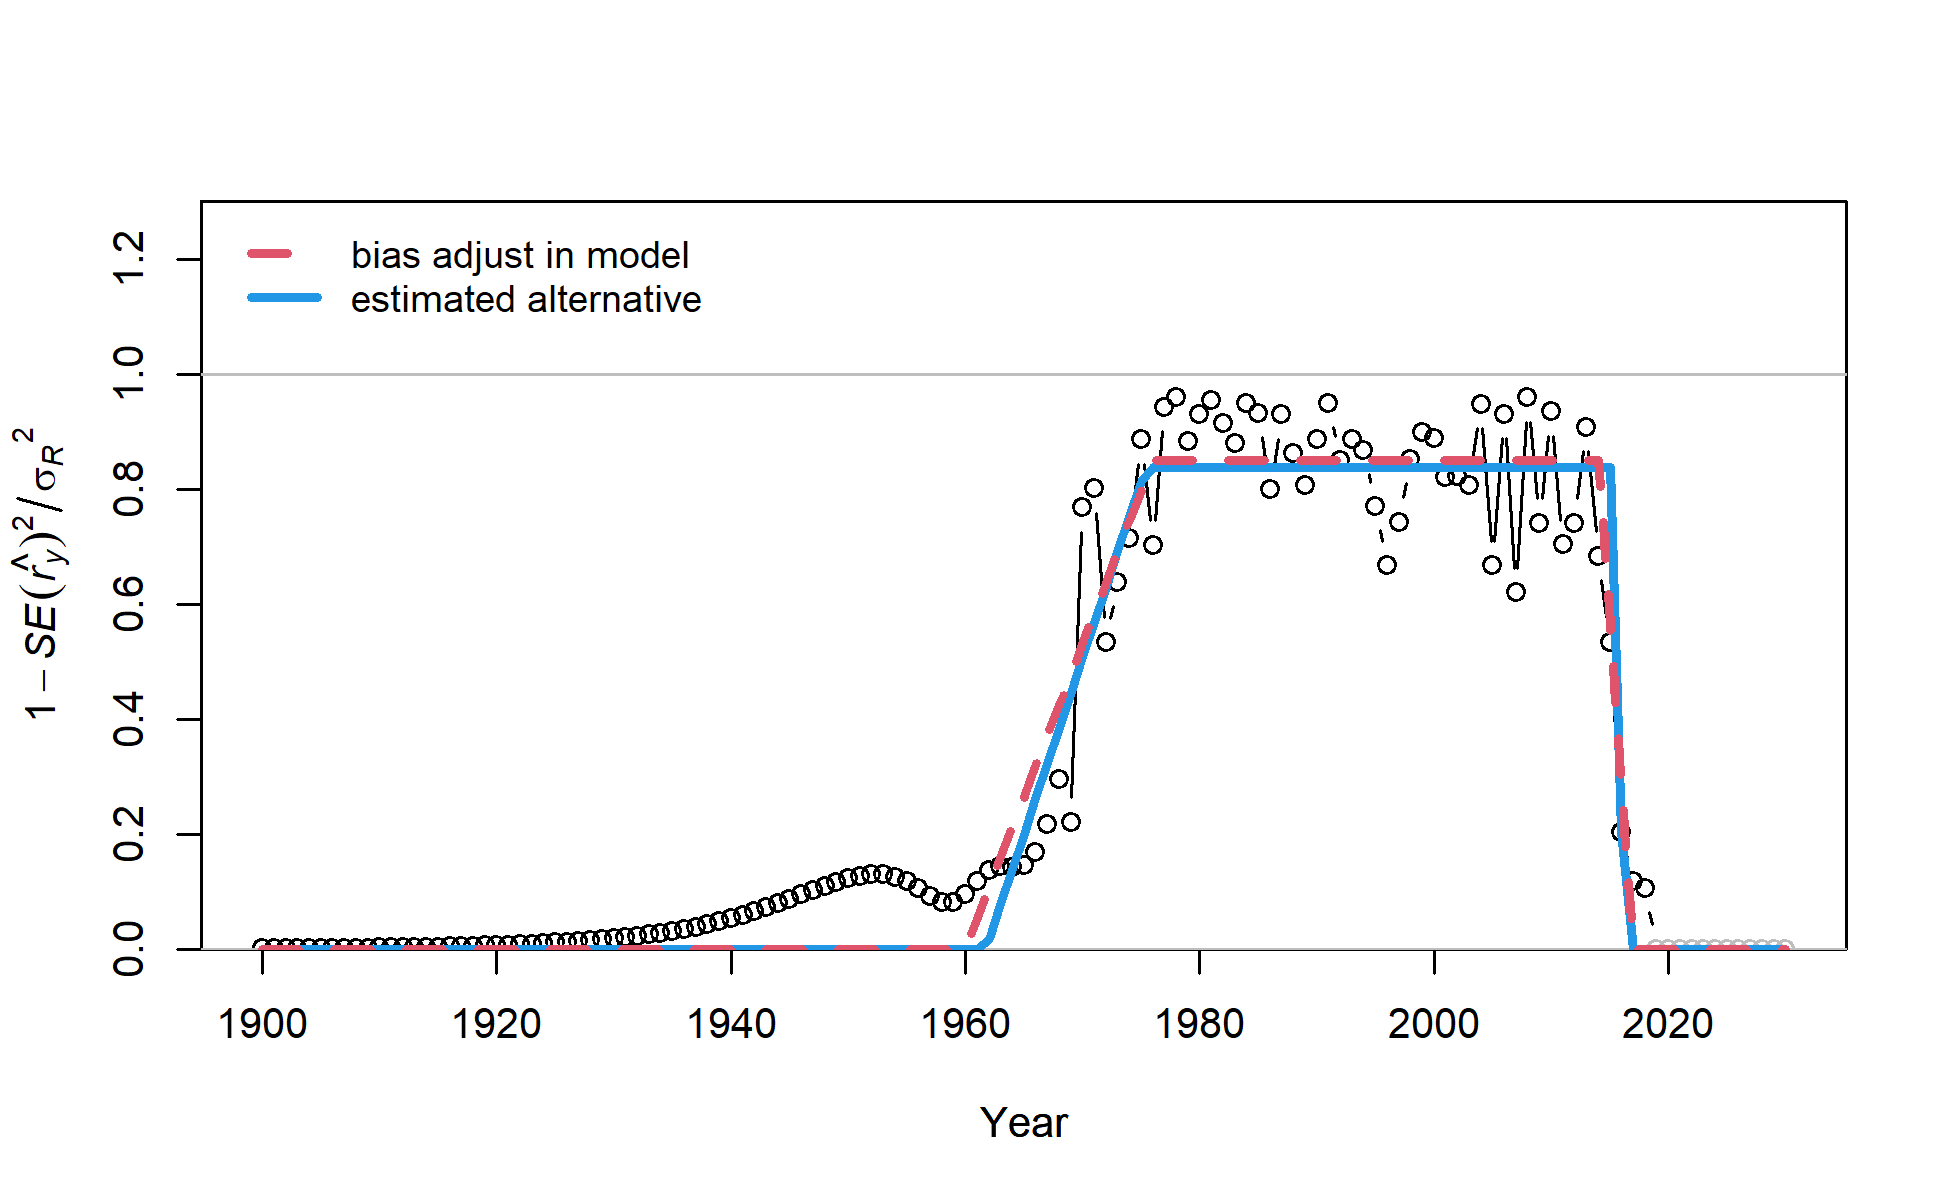 bias adjust in model
estimated alternative
1 − SE(r̂y)² / σR²
1.2
1.0
0.8
0.6
0.4
0.2
0.0
1900 1920 1940 1960 1980 2000 2020
Year